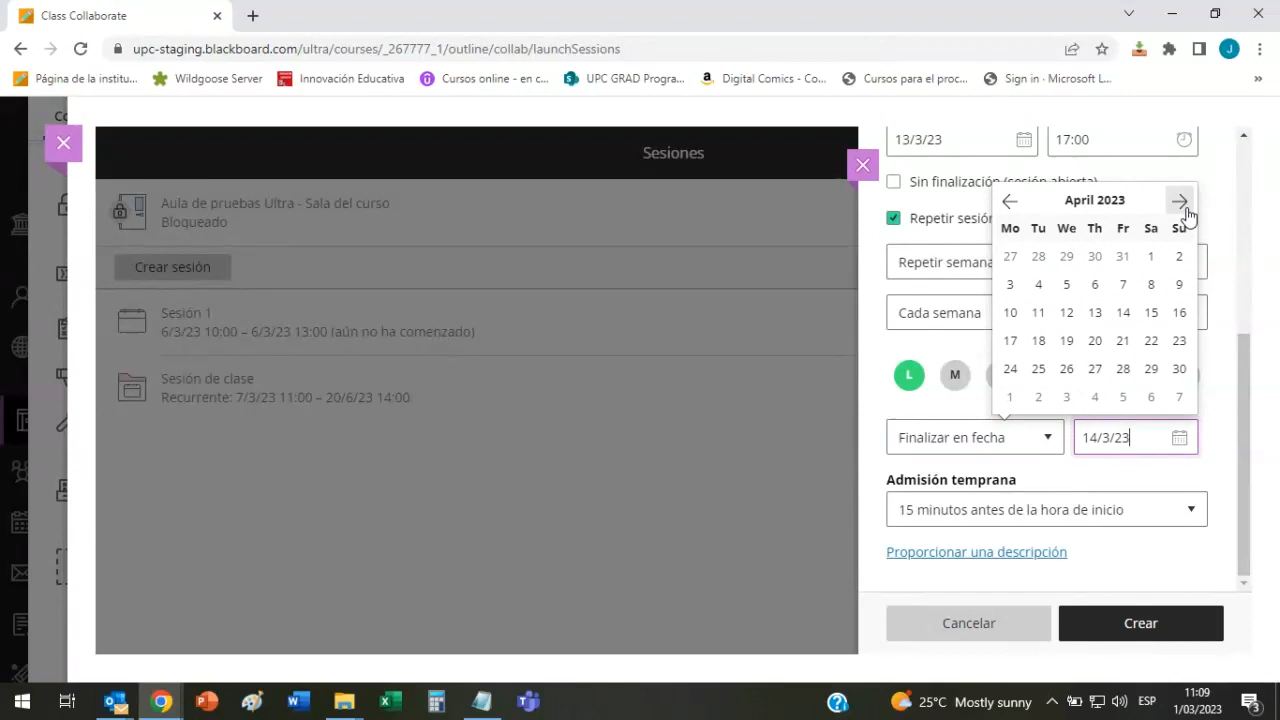 Class Collaborate
upc-staging.blackboard.com/ultra/courses/_267777_1/outline/collab/launchSessions
J
Página de la institu...
Wildgoose Server
Innovación Educativa
Cursos online - en c...
UPC GRAD Progra...
Digital Comics - Co...
Cursos para el proc...
Sign in · Microsoft L...
»
Co
Sesiones
Aula de pruebas Ultra - Sala del curso
Bloqueado
Crear sesión
Sesión 1
6/3/23 10:00 – 6/3/23 13:00 (aún no ha comenzado)
Sesión de clase
Recurrente: 7/3/23 11:00 – 20/6/23 14:00
13/3/23
17:00
Sin finalización (sesión abierta)
Repetir sesión
Repetir semana
Cada semana
L
M
April 2023
Mo Tu We Th Fr Sa Su
27 28 29 30 31 1 2
3 4 5 6 7 8 9
10 11 12 13 14 15 16
17 18 19 20 21 22 23
24 25 26 27 28 29 30
1 2 3 4 5 6 7
Finalizar en fecha
14/3/23
Admisión temprana
15 minutos antes de la hora de inicio
Proporcionar una descripción
Cancelar
Crear
25°C Mostly sunny
ESP
11:09
1/03/2023
3